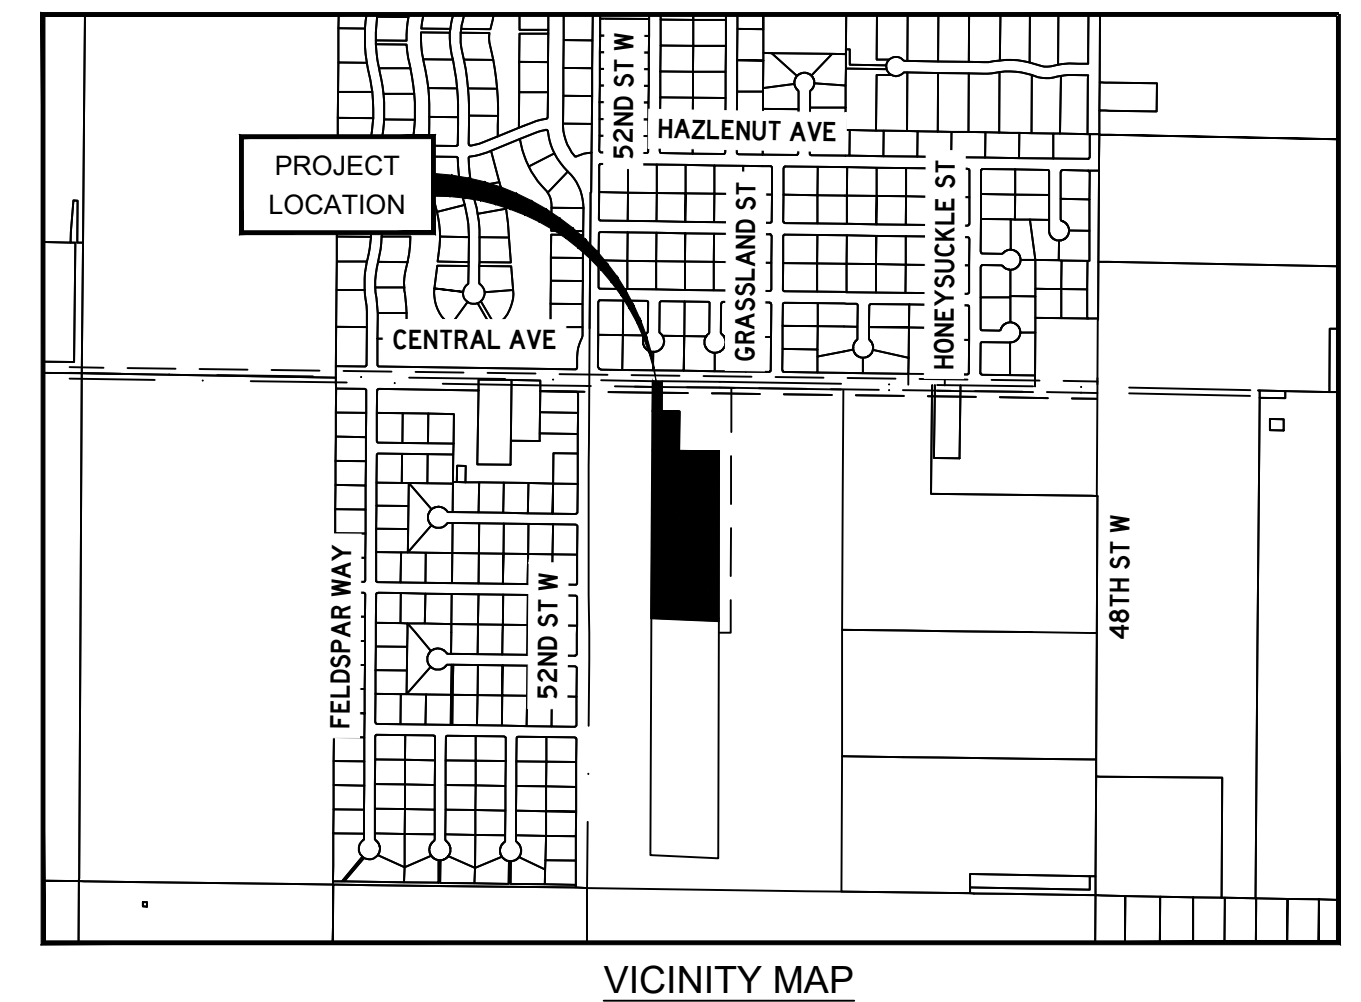 52ND ST W
HAZLENUT AVE
PROJECT
LOCATION
GRASSLAND ST
HONEYSUCKLE ST
CENTRAL AVE
FELDSPAR WAY
52ND ST W
48TH ST W
VICINITY MAP